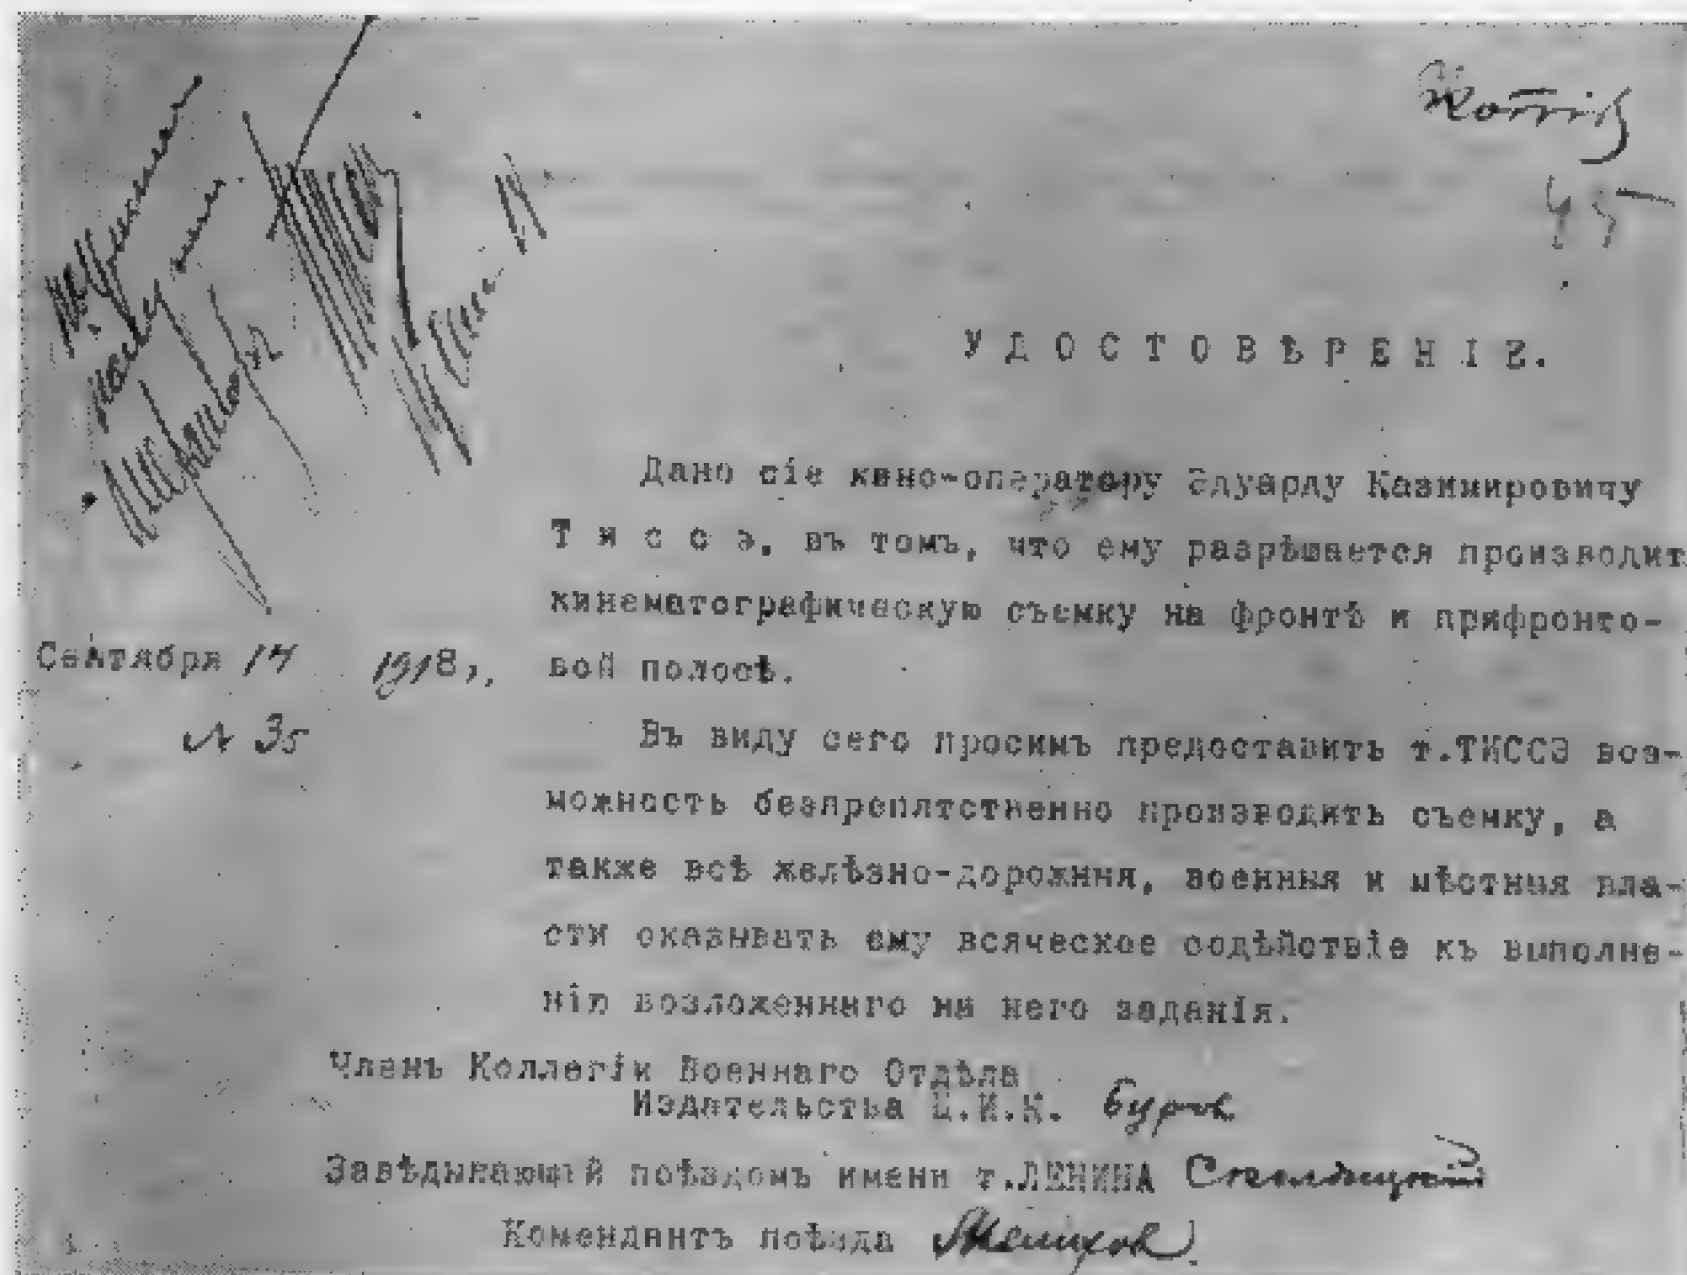 45
УДОСТОВѢРЕНІЕ.
Дано сіе кено-оператору Эдуарду Казимировичу
Тиссэ, въ томъ, что ему разрѣшается производит
кинематографическую съемку на фронтѣ и прифронто-
вой полосѣ.
Сентября 14 1918,
N 35
Въ виду сего просимъ предоставить т.ТИССЭ воз-
можность безпрепятственно производить съемку, а
также всѣ желѣзно-дорожныя, военныя и мѣстныя вла-
сти оказывать ему всяческое содѣйствіе къ выполне-
нію возложеннаго на него заданія.
Членъ Коллегіи Военнаго Отдѣла
Издательства Ц.И.К. Буров
Завѣдывающій поѣздомъ имени т.ЛЕНИНА
Комендантъ поѣзда